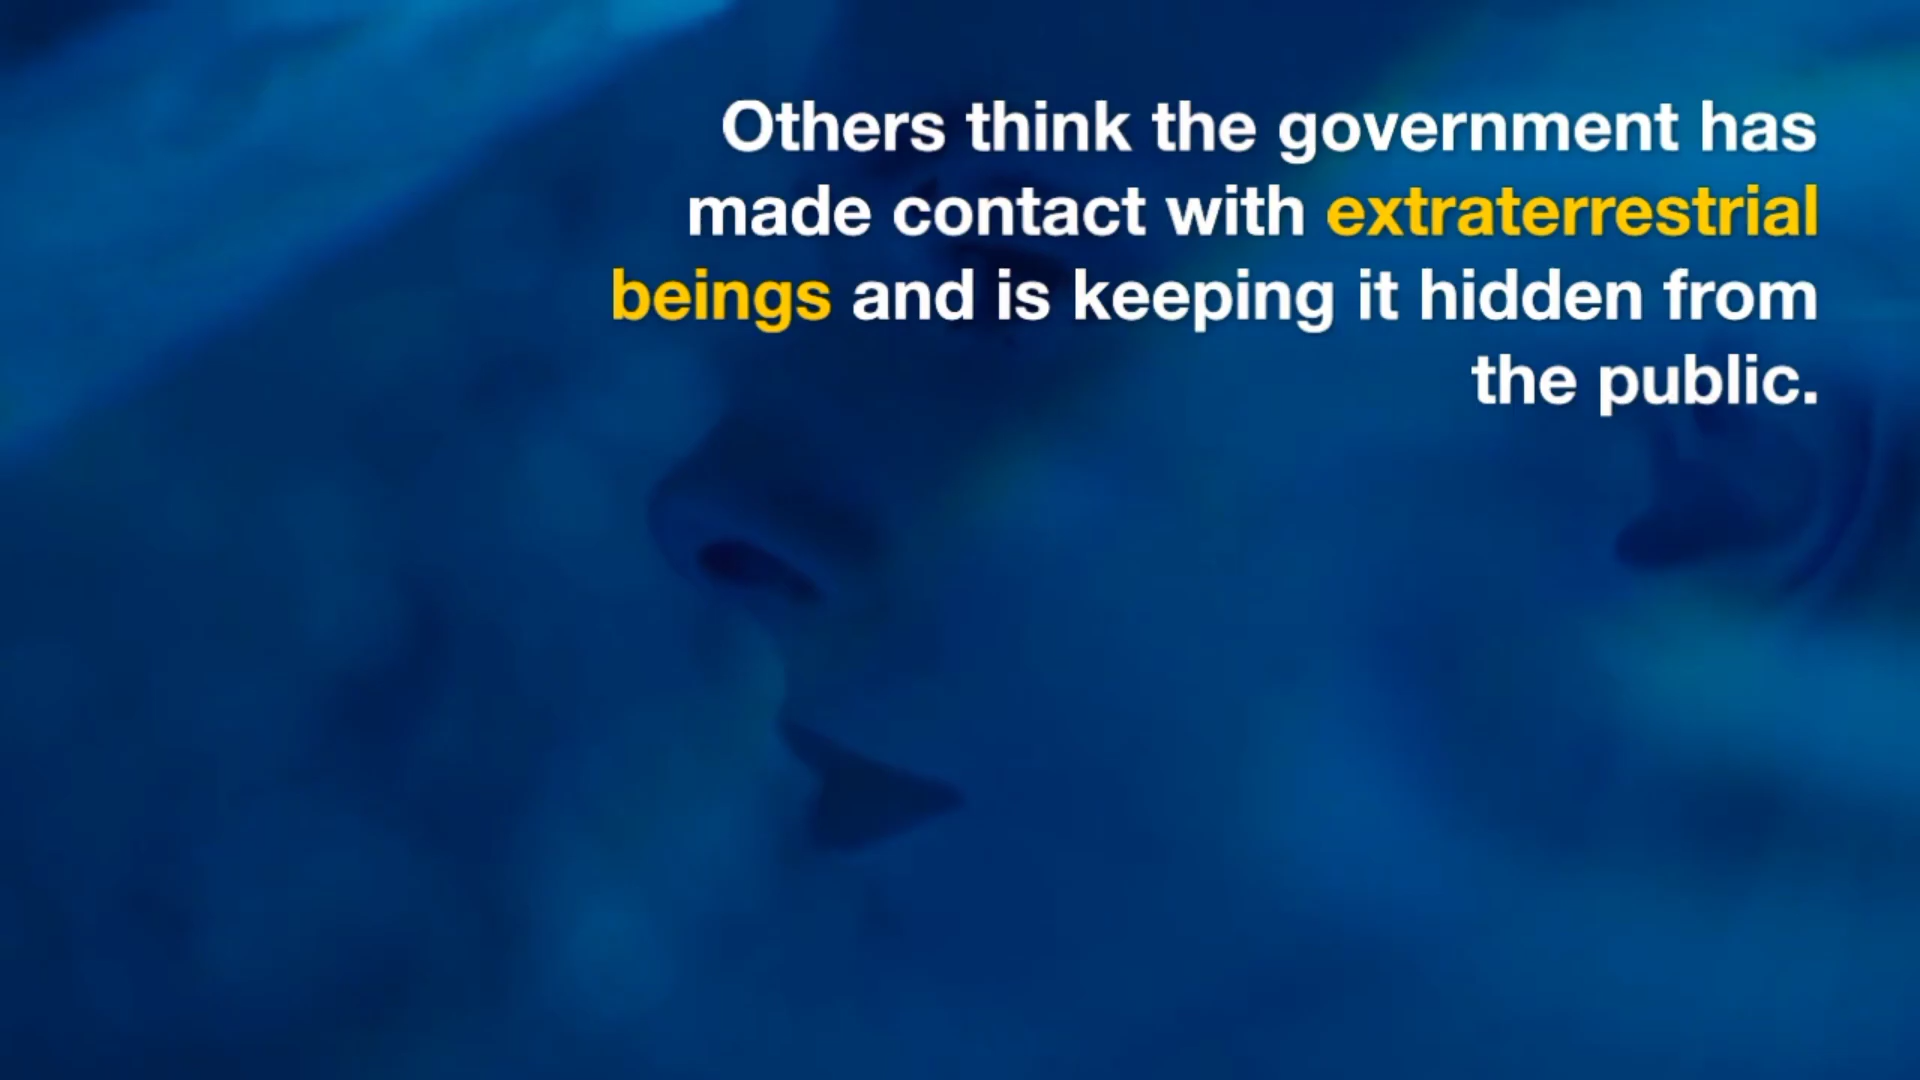 Others think the government has
made contact with extraterrestrial
beings and is keeping it hidden from
the public.